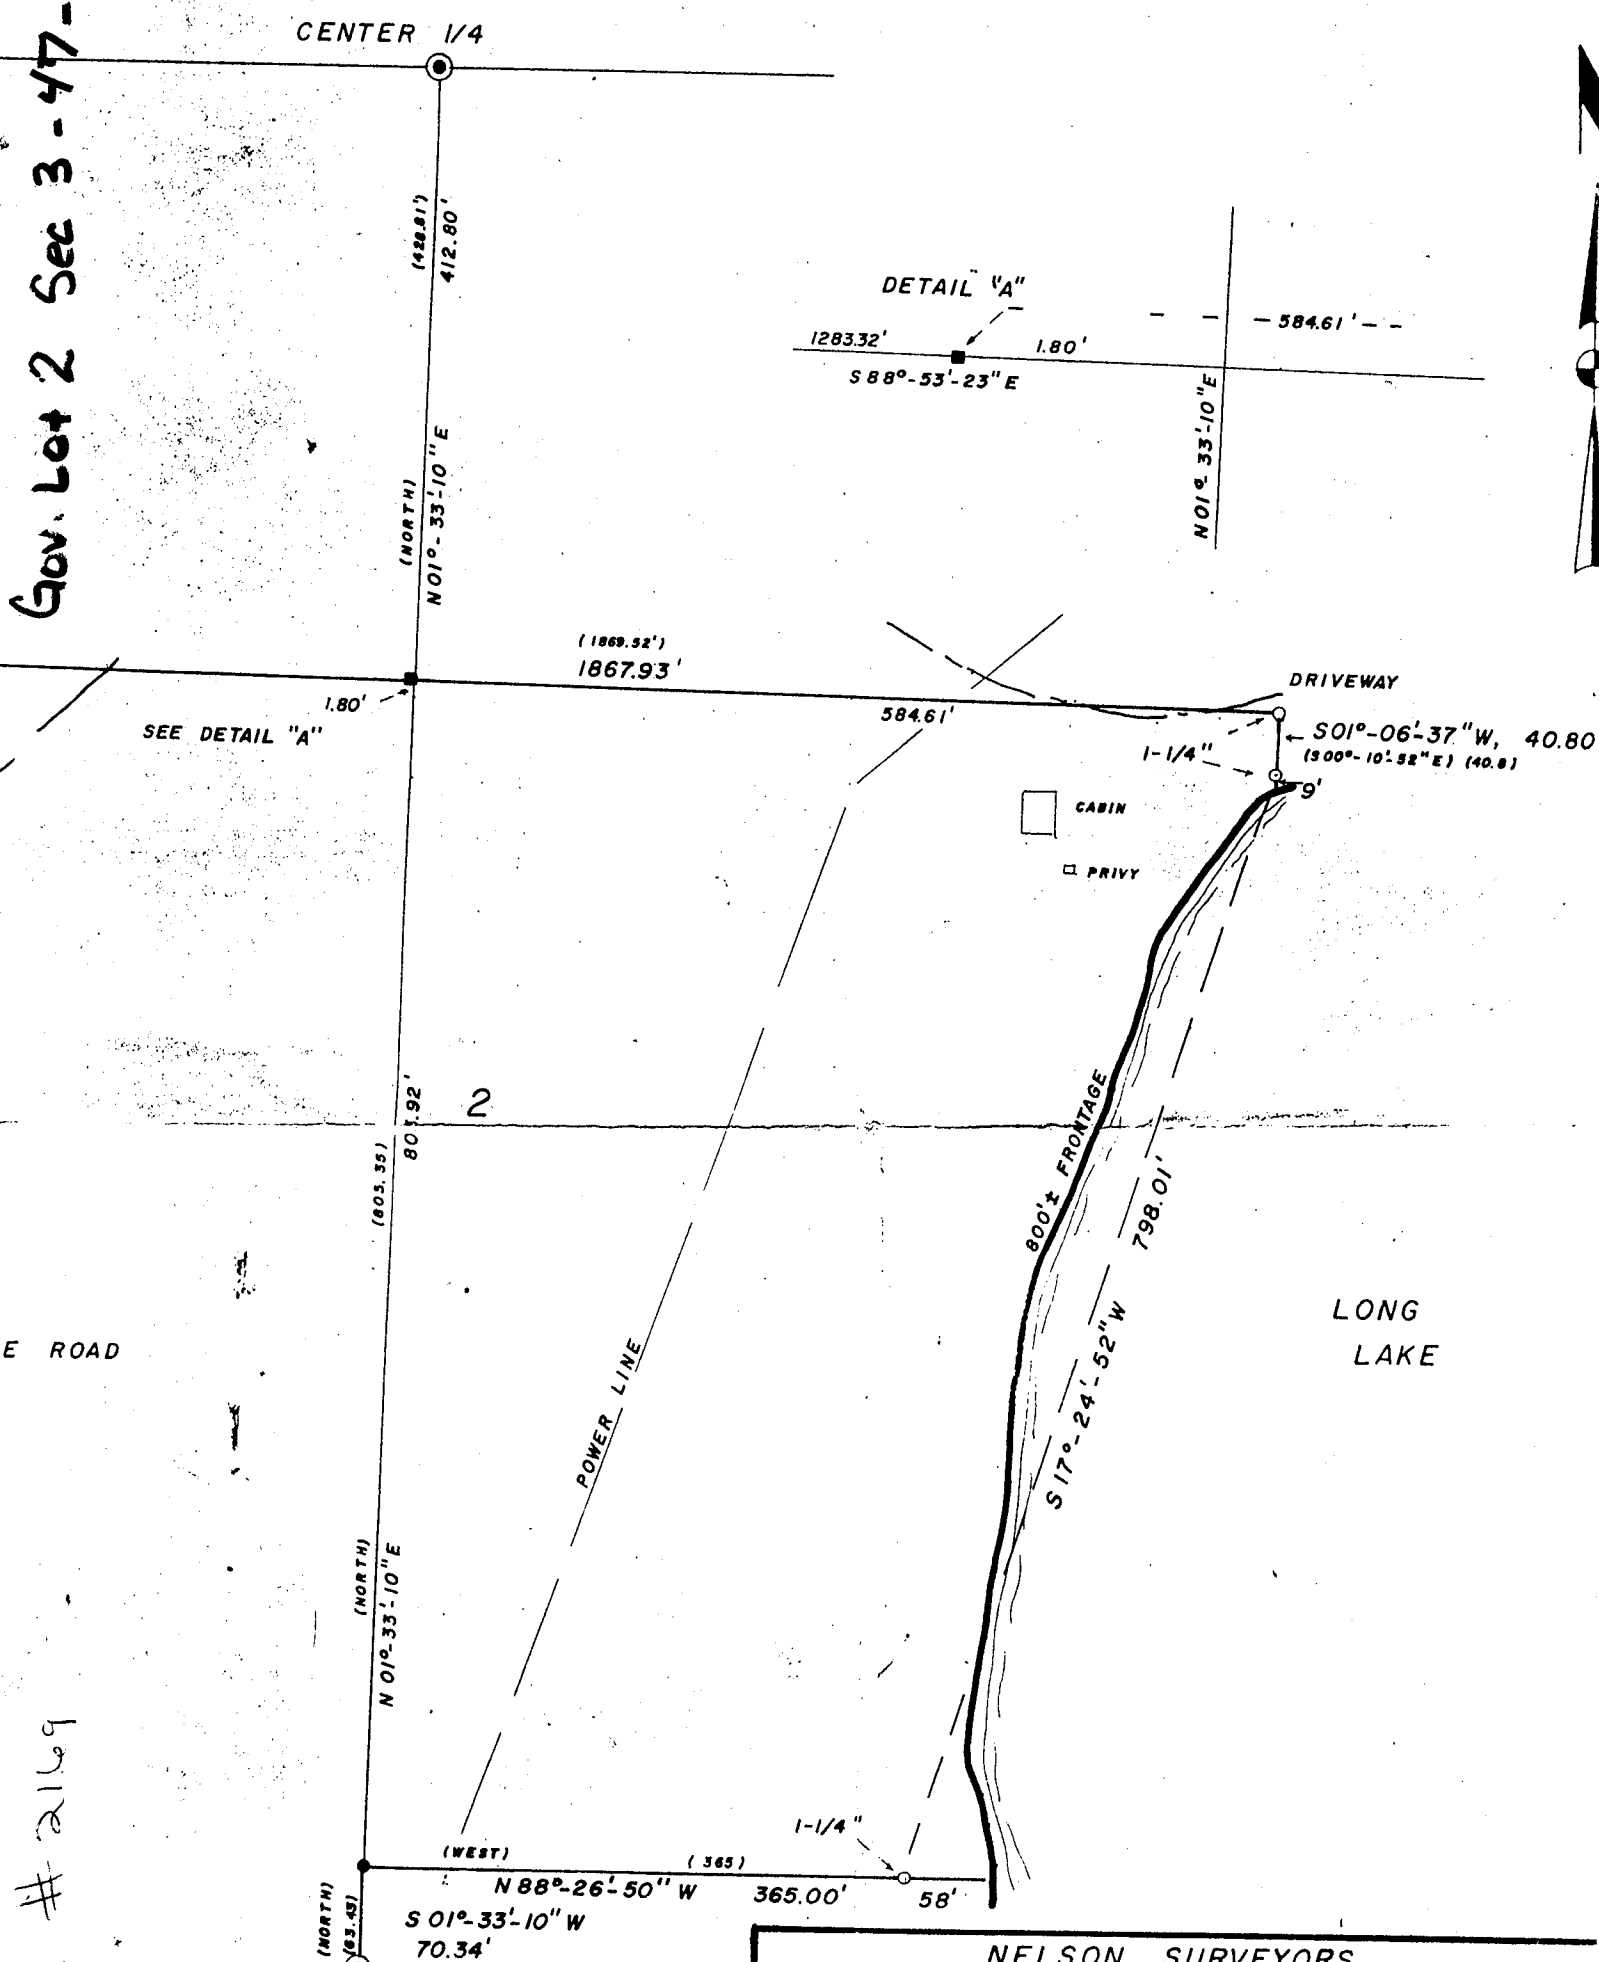 CENTER 1/4
Gov. Lot 2 Sec 3 - 47 -
(428.81')
412.80'
(NORTH)
N 01°-33'-10" E
DETAIL "A"
584.61'
1283.32'
1.80'
S 88°-53'-23" E
N 01°-33'-10" E
(1869.52')
1867.93'
1.80'
SEE DETAIL "A"
584.61'
DRIVEWAY
S 01°-06'-37" W, 40.80
(S 00°-10'-52" E) (40.8)
1-1/4"
9'
CABIN
PRIVY
2
(805.35)
800'± FRONTAGE
798.01'
S 17°-24'-52" W
LONG
LAKE
E ROAD
POWER LINE
(NORTH)
N 01°-33'-10" E
# 2169
1-1/4"
(WEST)
(365)
N 88°-26'-50" W
365.00'
58'
(NORTH)
(63.43)
S 01°-33'-10" W
70.34'
NELSON SURVEYORS